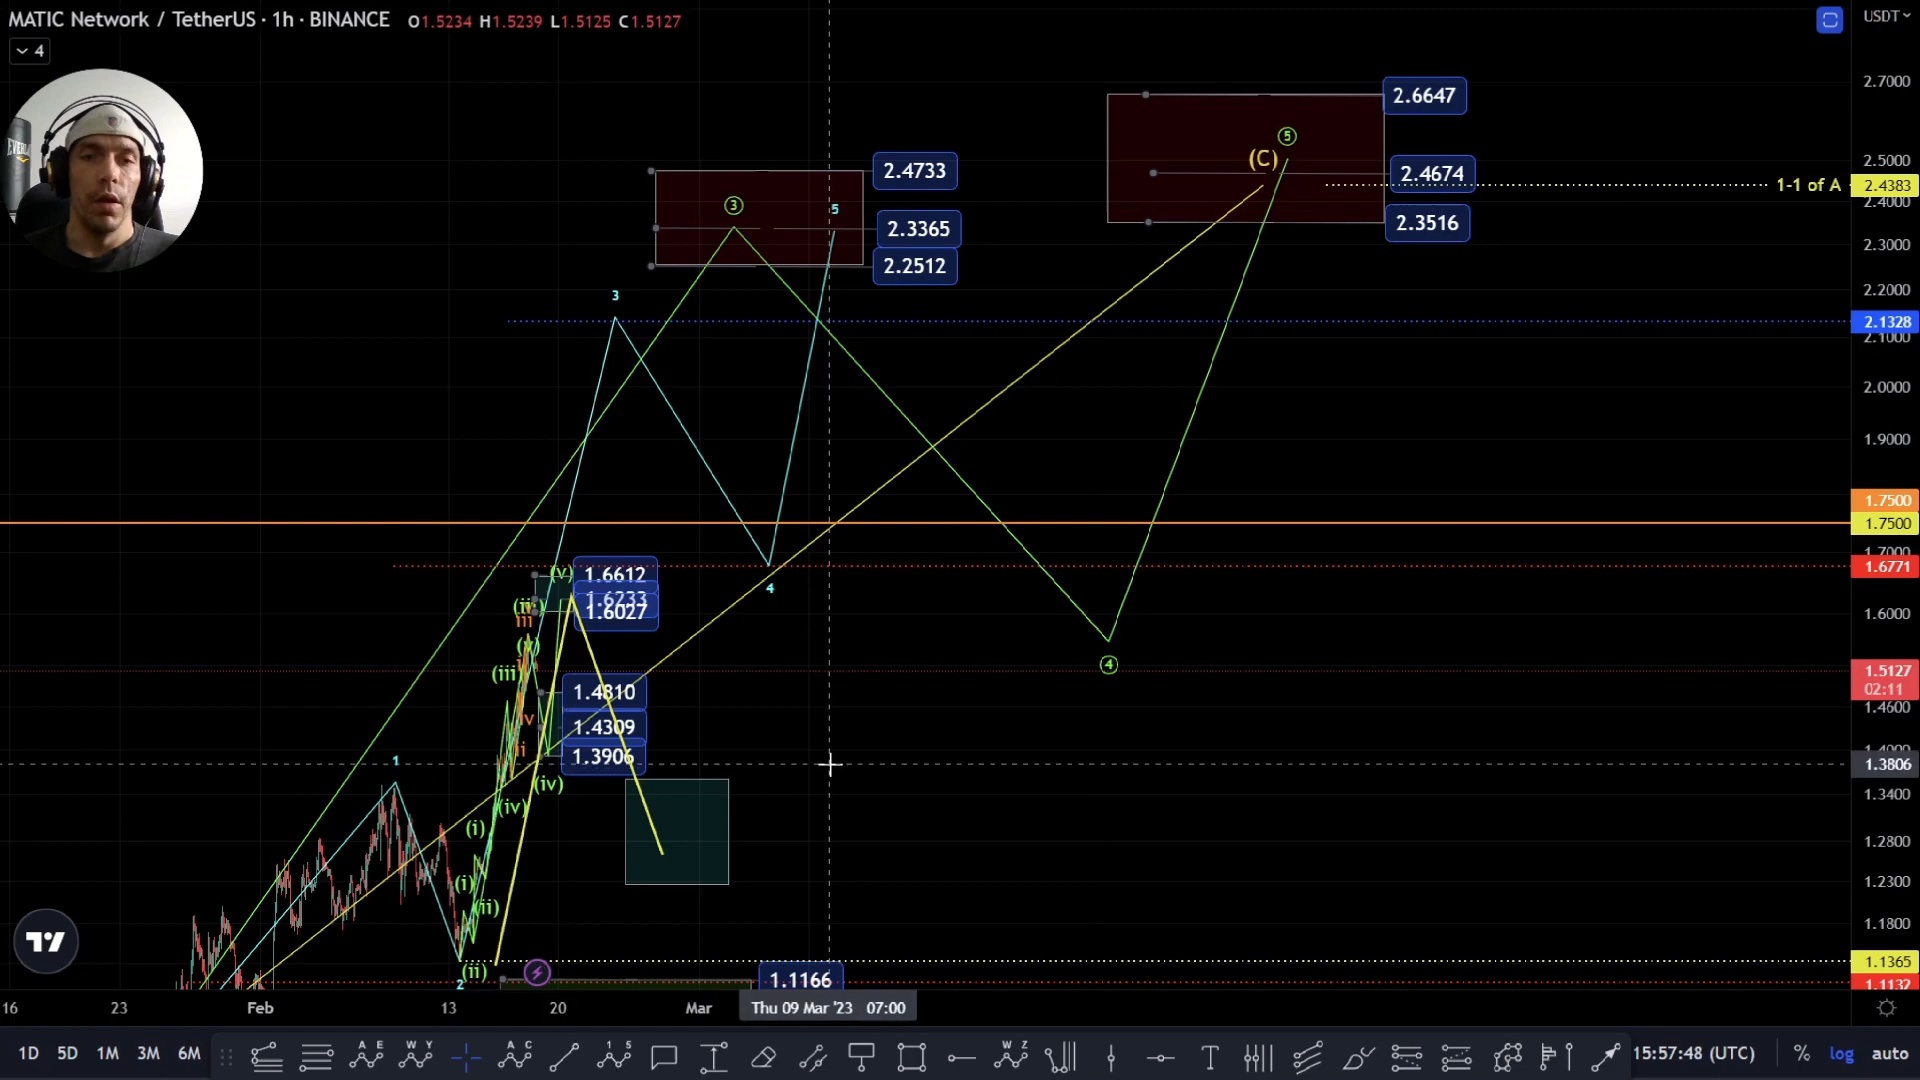 MATIC Network / TetherUS · 1h · BINANCE O1.5234 H1.5239 L1.5125 C1.5127
USDT
4
2.7000
2.6647
⑤
(C)
2.5000
2.4733
2.4674
1-1 of A 2.4383
2.4000
③
5
2.3365
2.3516
2.3000
2.2512
2.2000
3
2.1328
2.1000
2.0000
1.9000
1.7500
1.7500
1.7000
1.6771
(v) 1.6612
4
1.6233
1.6027
1.6000
iii
(v)
④
(iii)
1.5127
02:11
1.4810
1.4600
iv
1.4309
ii
1.4000
1.3906
1
1.3806
(iv)
1.3400
(iv)
(i)
1.2800
(i)
1.2300
(ii)
1.1800
1.1365
(ii)
2
1.1166
1.1132
16 23 Feb 13 20 Mar Thu 09 Mar '23 07:00
1D 5D 1M 3M 6M
A E
W Y
A C
1 5
W Z
T
15:57:48 (UTC) % log auto
EVERL